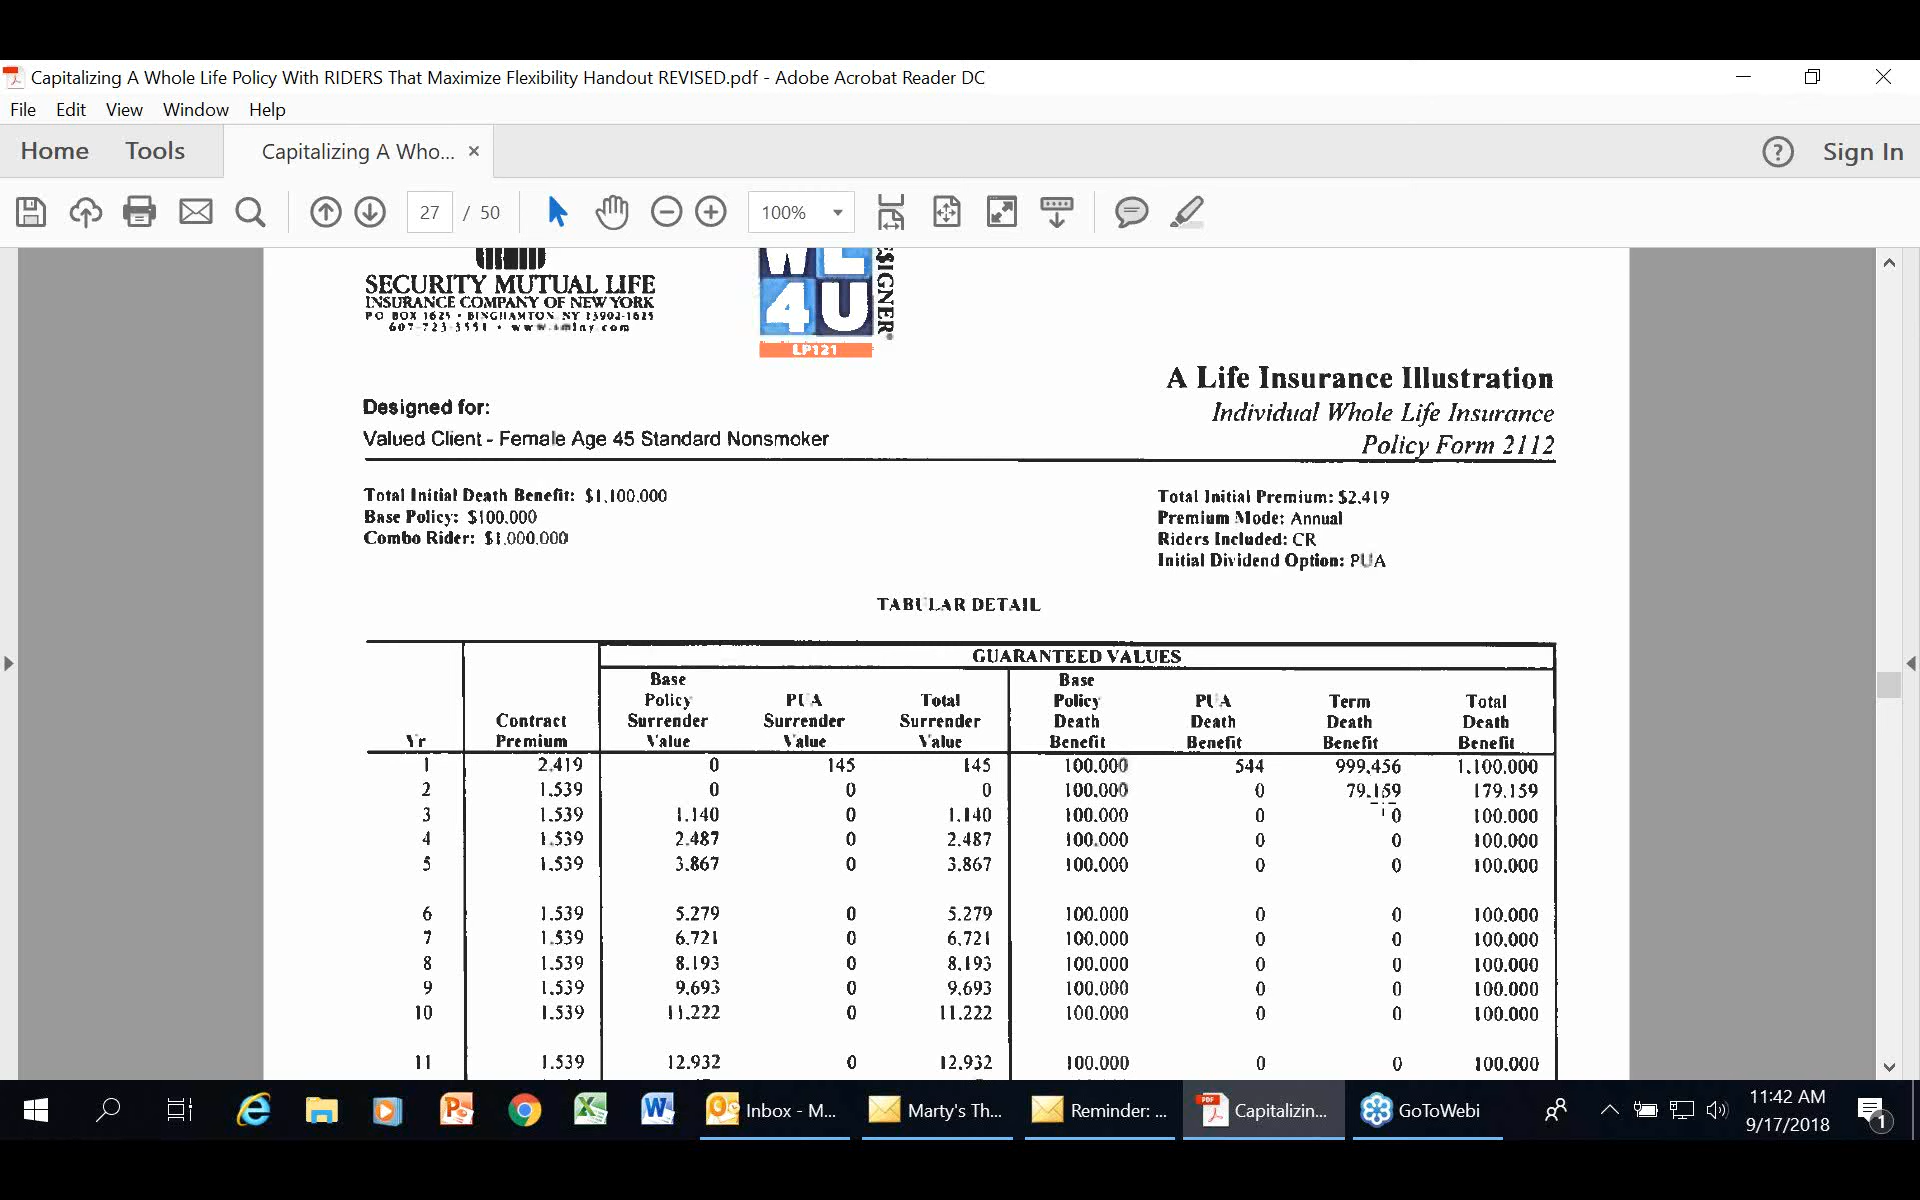 Capitalizing A Whole Life Policy With RIDERS That Maximize Flexibility Handout REVISED.pdf - Adobe Acrobat Reader DC
File Edit View Window Help
Home Tools Capitalizing A Who... × ? Sign In
27 / 50 100%
SECURITY MUTUAL LIFE
INSURANCE COMPANY OF NEW YORK
PO BOX 1625 • BINGHAMTON NY 13902-1625
607-723-3551 • www.smlny.com
4U
LP121
A Life Insurance Illustration
Designed for:
Individual Whole Life Insurance
Valued Client - Female Age 45 Standard Nonsmoker
Policy Form 2112
Total Initial Death Benefit: $1,100,000 Total Initial Premium: $2,419
Base Policy: $100,000 Premium Mode: Annual
Combo Rider: $1,000,000 Riders Included: CR
Initial Dividend Option: PUA
TABULAR DETAIL
GUARANTEED VALUES
Yr Contract Premium Base Policy Surrender Value PUA Surrender Value Total Surrender Value Base Policy Death Benefit PUA Death Benefit Term Death Benefit Total Death Benefit
1 2,419 0 145 145 100,000 544 999,456 1,100,000
2 1,539 0 0 0 100,000 0 79,159 179,159
3 1,539 1,140 0 1,140 100,000 0 0 100,000
4 1,539 2,487 0 2,487 100,000 0 0 100,000
5 1,539 3,867 0 3,867 100,000 0 0 100,000
6 1,539 5,279 0 5,279 100,000 0 0 100,000
7 1,539 6,721 0 6,721 100,000 0 0 100,000
8 1,539 8,193 0 8,193 100,000 0 0 100,000
9 1,539 9,693 0 9,693 100,000 0 0 100,000
10 1,539 11,222 0 11,222 100,000 0 0 100,000
11 1,539 12,932 0 12,932 100,000 0 0 100,000
Inbox - M... Marty's Th... Reminder: ... Capitalizin... GoToWebi 11:42 AM
9/17/2018
1